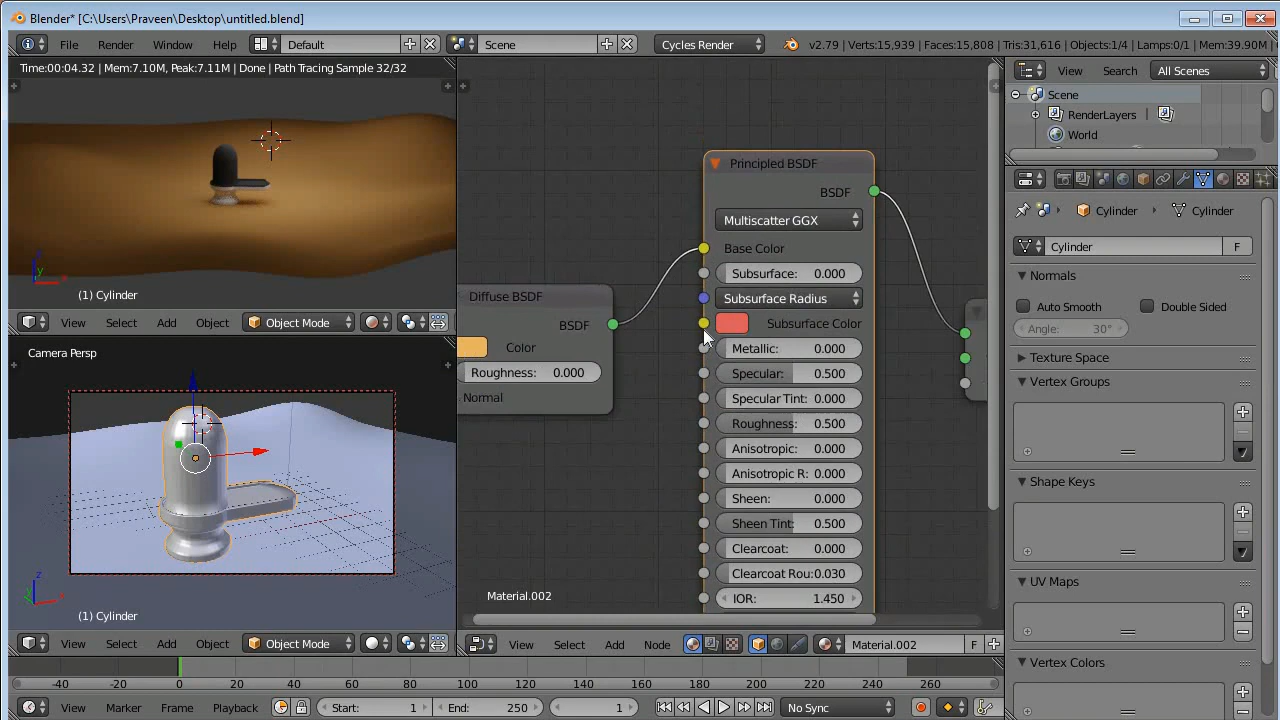 Blender* [C:\Users\Praveen\Desktop\untitled.blend]
File Render Window Help Default Scene Cycles Render v2.79 | Verts:15,939 | Faces:15,808 | Tris:31,616 | Objects:1/4 | Lamps:0/1 | Mem:39.90M
Time:00:04.32 | Mem:7.10M, Peak:7.11M | Done | Path Tracing Sample 32/32
z
y
x
(1) Cylinder
View Select Add Object
Camera Persp
z
x
(1) Cylinder
View Select Add Object Object Mode
Principled BSDF
BSDF
Multiscatter GGX
Base Color
Subsurface: 0.000
Subsurface Radius
Subsurface Color
Metallic: 0.000
Specular: 0.500
Specular Tint: 0.000
Roughness: 0.500
Anisotropic: 0.000
Anisotropic R: 0.000
Sheen: 0.000
Sheen Tint: 0.500
Clearcoat: 0.000
Clearcoat Rou: 0.030
IOR: 1.450
Diffuse BSDF
BSDF
Color
Roughness: 0.000
Normal
Material.002
View Select Add Node Material.002 F
View Search All Scenes
Scene
RenderLayers
World
Cylinder Cylinder
Cylinder F
Normals
Auto Smooth Double Sided
Angle: 30°
Texture Space
Vertex Groups
Shape Keys
UV Maps
Vertex Colors
-40 -20 0 20 40 60 80 100 120 140 160 180 200 220 240 260
View Marker Frame Playback Start: 1 End: 250 1 No Sync